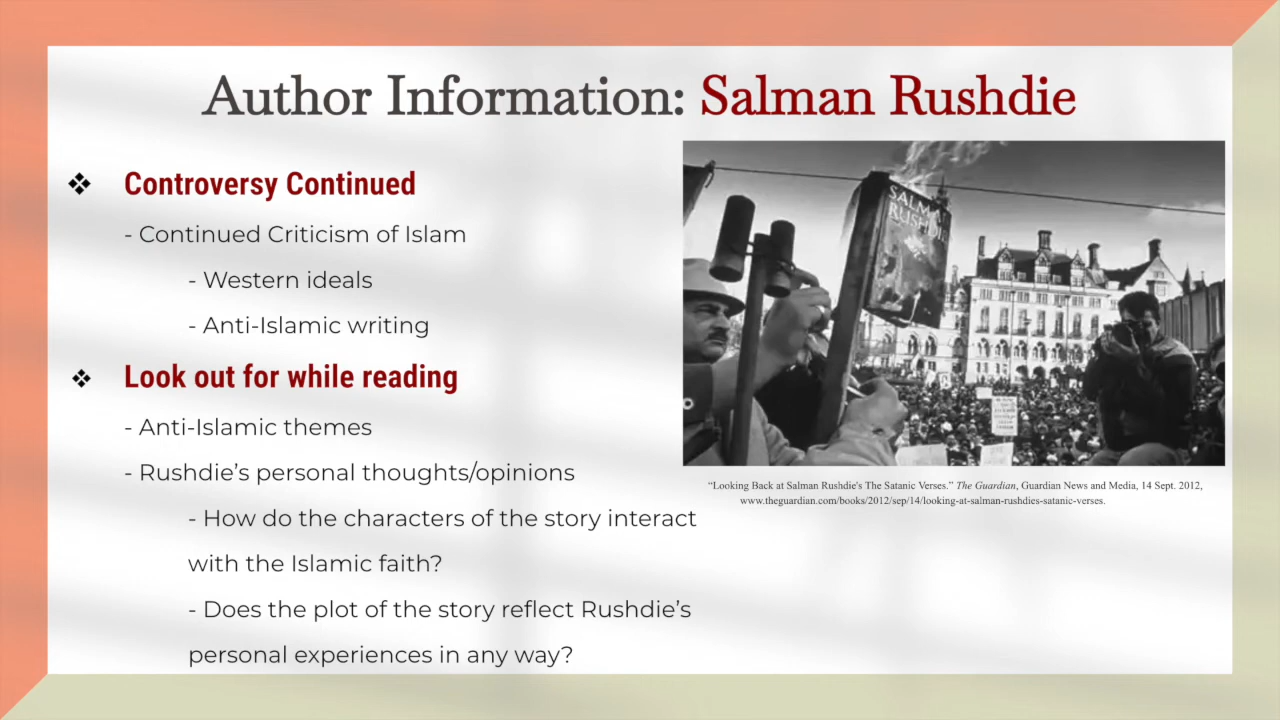 Author Information: Salman Rushdie
❖ Controversy Continued
- Continued Criticism of Islam
- Western ideals
- Anti-Islamic writing
❖ Look out for while reading
- Anti-Islamic themes
- Rushdie's personal thoughts/opinions
- How do the characters of the story interact
with the Islamic faith?
- Does the plot of the story reflect Rushdie's
personal experiences in any way?
SALMAN
RUSHDIE
"Looking Back at Salman Rushdie's The Satanic Verses." The Guardian, Guardian News and Media, 14 Sept. 2012,
www.theguardian.com/books/2012/sep/14/looking-at-salman-rushdies-satanic-verses.